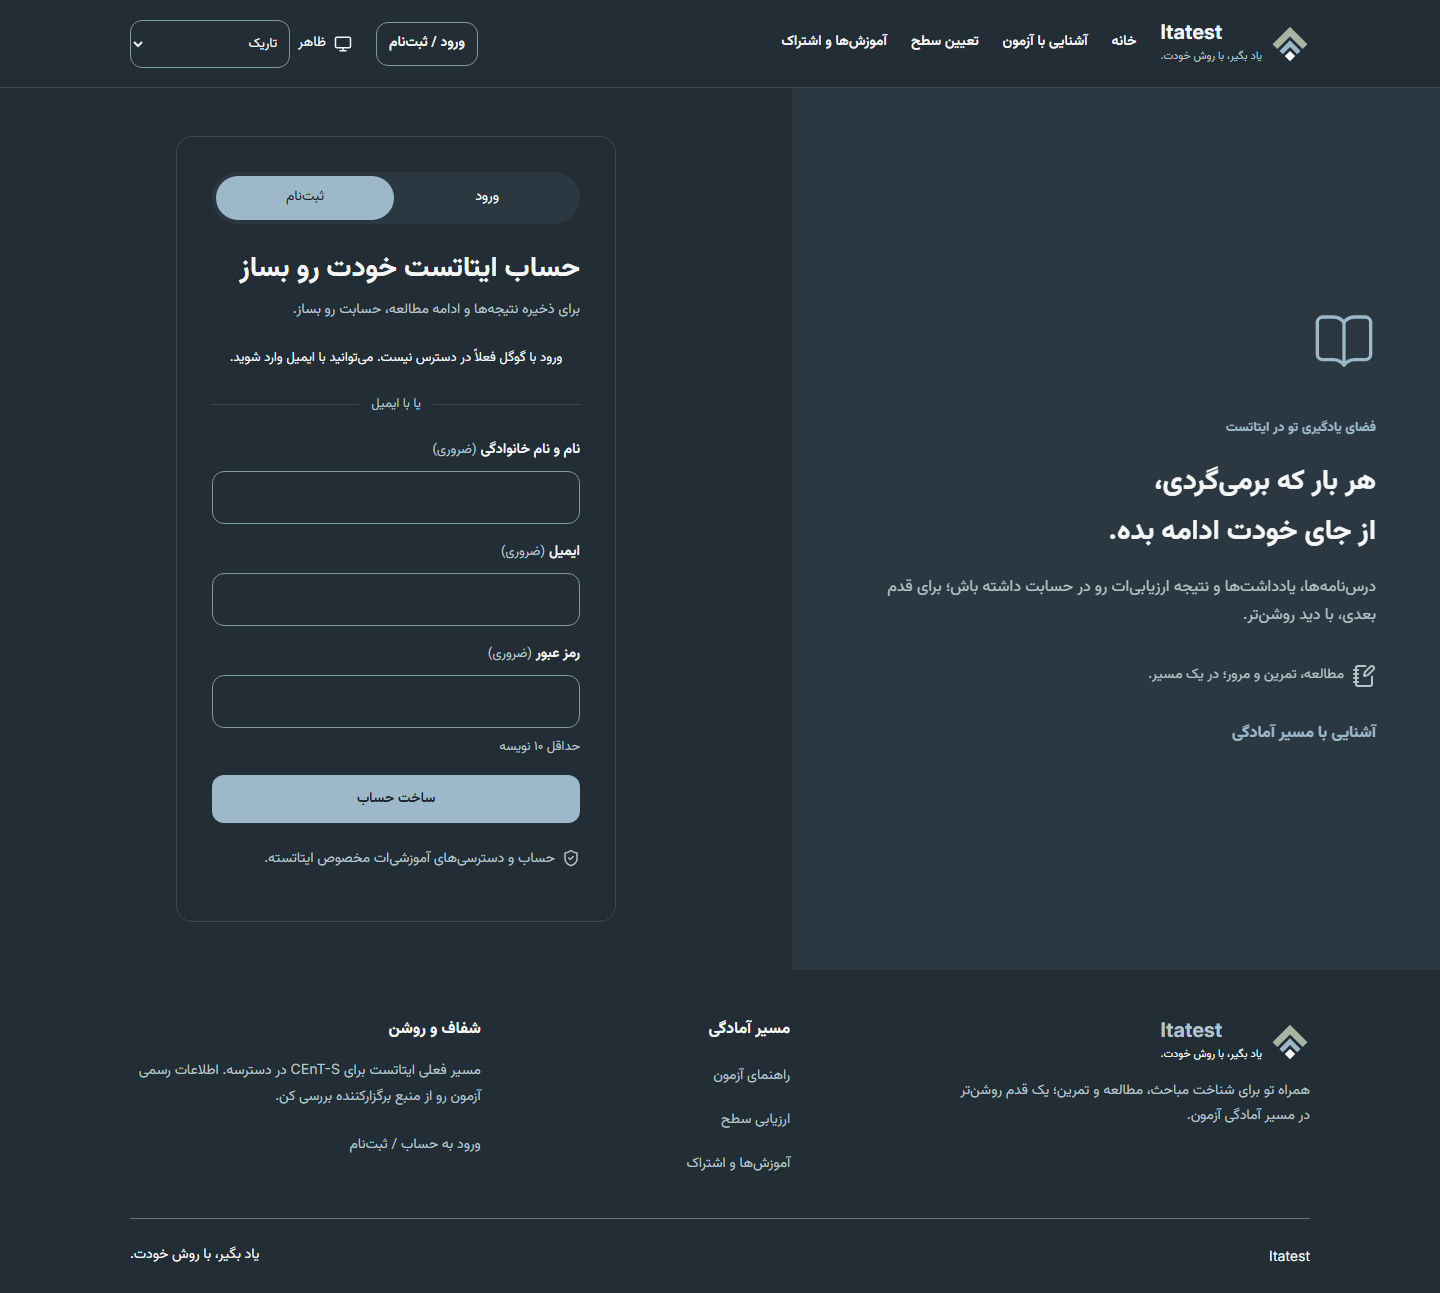 Itatest
یاد بگیر، با روش خودت.
خانه
آشنایی با آزمون
تعیین سطح
آموزش‌ها و اشتراک
ورود / ثبت‌نام
ظاهر
تاریک
فضای یادگیری تو در ایتاتست
هر بار که برمی‌گردی،
از جای خودت ادامه بده.
درس‌نامه‌ها، یادداشت‌ها و نتیجه ارزیابی‌ات رو در حسابت داشته باش؛ برای قدم
بعدی، با دید روشن‌تر.
مطالعه، تمرین و مرور؛ در یک مسیر.
آشنایی با مسیر آمادگی
ورود
ثبت‌نام
حساب ایتاتست خودت رو بساز
برای ذخیره نتیجه‌ها و ادامه مطالعه، حسابت رو بساز.
ورود با گوگل فعلاً در دسترس نیست. می‌توانید با ایمیل وارد شوید.
یا با ایمیل
نام و نام خانوادگی (ضروری)
ایمیل (ضروری)
رمز عبور (ضروری)
حداقل ۱۰ نویسه
ساخت حساب
حساب و دسترسی‌های آموزشی‌ات مخصوص ایتاتسته.
Itatest
یاد بگیر، با روش خودت.
همراه تو برای شناخت مباحث، مطالعه و تمرین؛ یک قدم روشن‌تر
در مسیر آمادگی آزمون.
مسیر آمادگی
راهنمای آزمون
ارزیابی سطح
آموزش‌ها و اشتراک
شفاف و روشن
مسیر فعلی ایتاتست برای CEnT-S در دسترسه. اطلاعات رسمی
آزمون رو از منبع برگزارکننده بررسی کن.
ورود به حساب / ثبت‌نام
Itatest
یاد بگیر، با روش خودت.